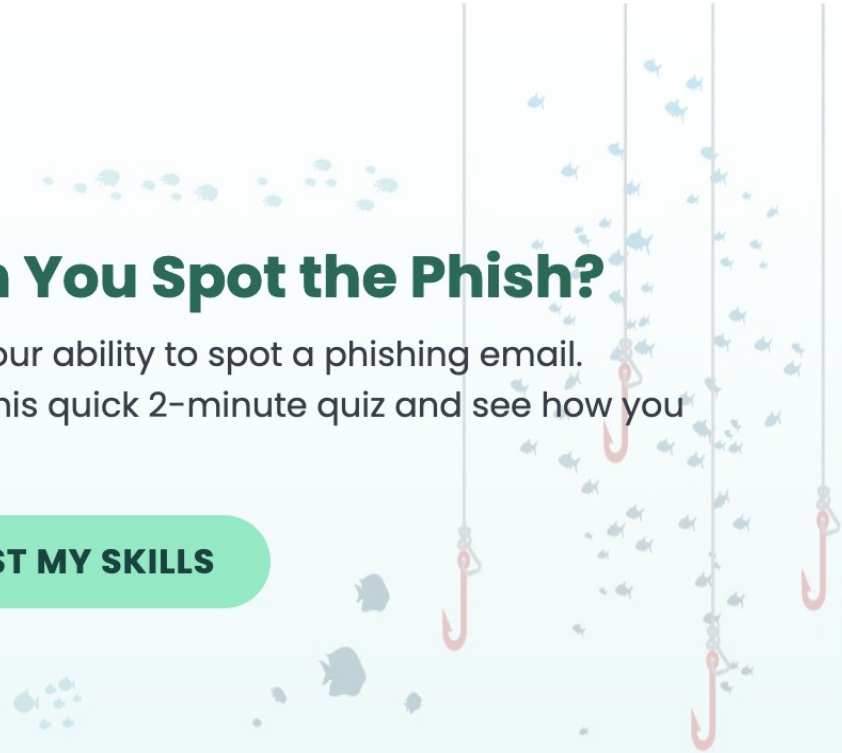 n You Spot the Phish?
our ability to spot a phishing email.
his quick 2-minute quiz and see how you
ST MY SKILLS